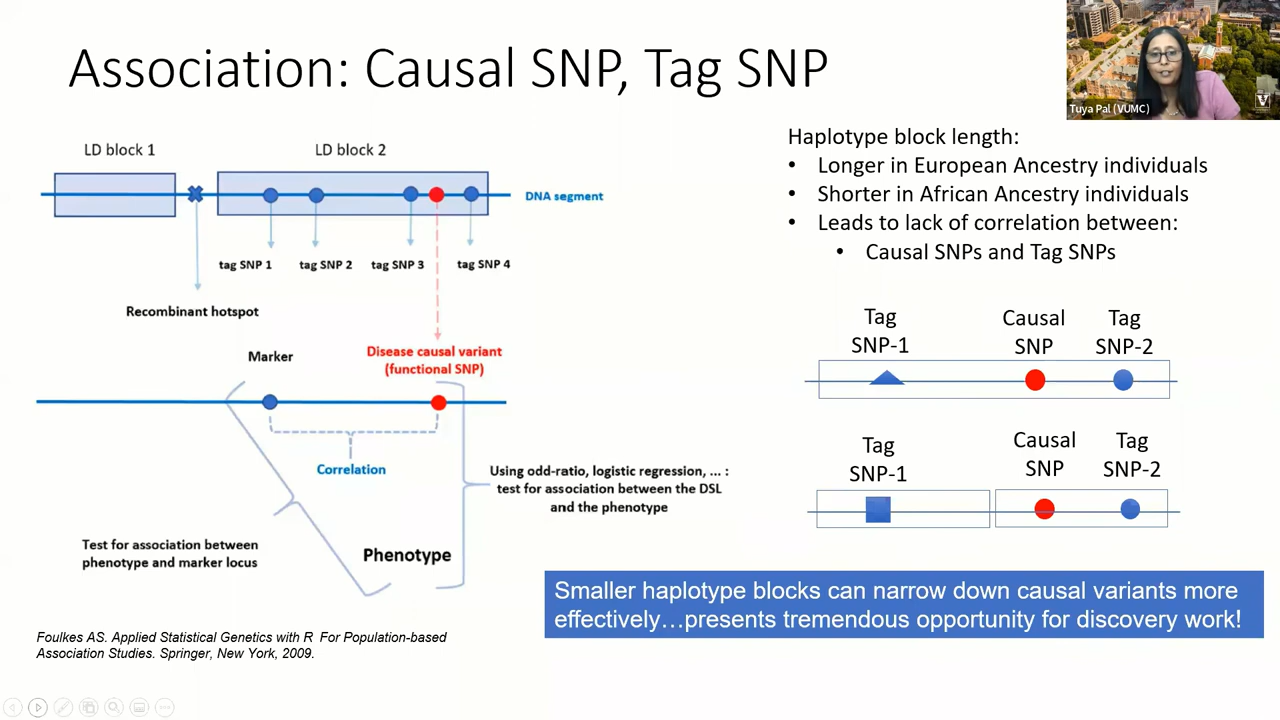 Association: Causal SNP, Tag SNP
Tuya Pal (VUMC)
LD block 1
LD block 2
DNA segment
tag SNP 1
tag SNP 2
tag SNP 3
tag SNP 4
Recombinant hotspot
Marker
Disease causal variant
(functional SNP)
Correlation
Using odd-ratio, logistic regression, ... :
test for association between the DSL
and the phenotype
Test for association between
phenotype and marker locus
Phenotype
Foulkes AS. Applied Statistical Genetics with R For Population-based
Association Studies. Springer, New York, 2009.
Haplotype block length:
• Longer in European Ancestry individuals
• Shorter in African Ancestry individuals
• Leads to lack of correlation between:
• Causal SNPs and Tag SNPs
Tag
SNP-1
Causal
SNP
Tag
SNP-2
Tag
SNP-1
Causal
SNP
Tag
SNP-2
Smaller haplotype blocks can narrow down causal variants more
effectively…presents tremendous opportunity for discovery work!